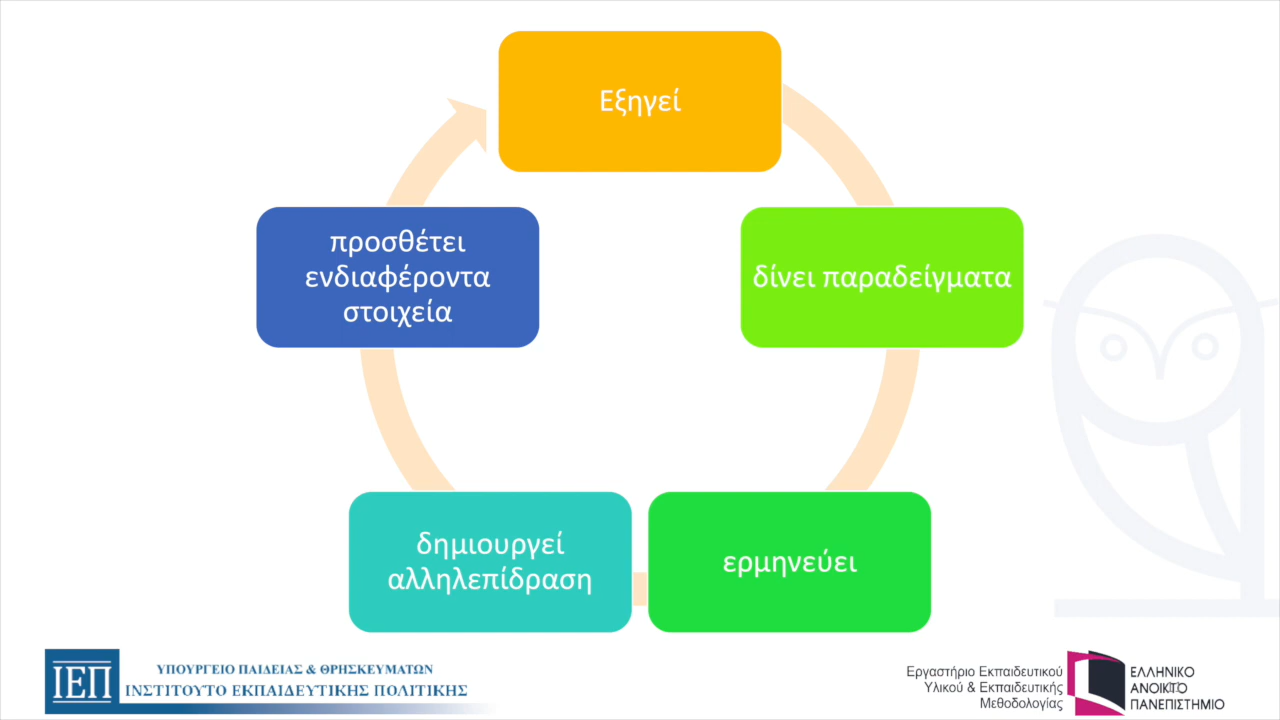 Εξηγεί
δίνει παραδείγματα
ερμηνεύει
δημιουργεί
αλληλεπίδραση
προσθέτει
ενδιαφέροντα
στοιχεία
ΙΕΠ
ΥΠΟΥΡΓΕΙΟ ΠΑΙΔΕΙΑΣ & ΘΡΗΣΚΕΥΜΑΤΩΝ
ΙΝΣΤΙΤΟΥΤΟ ΕΚΠΑΙΔΕΥΤΙΚΗΣ ΠΟΛΙΤΙΚΗΣ
Εργαστήριο Εκπαιδευτικού
Υλικού & Εκπαιδευτικής
Μεθοδολογίας
ΕΛΛΗΝΙΚΟ
ΑΝΟΙΚΤΟ
ΠΑΝΕΠΙΣΤΗΜΙΟ